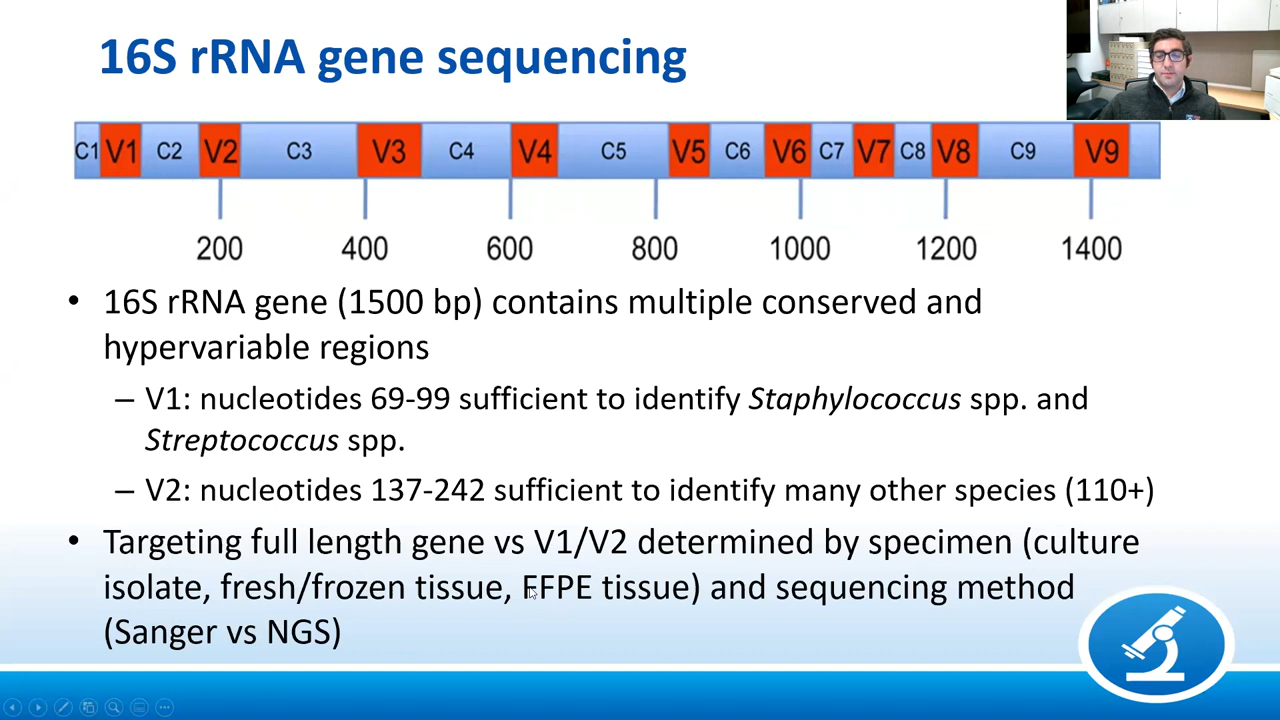 16S rRNA gene sequencing
C1 V1 C2 V2 C3 V3 C4 V4 C5 V5 C6 V6 C7 V7 C8 V8 C9 V9
200 400 600 800 1000 1200 1400
• 16S rRNA gene (1500 bp) contains multiple conserved and
hypervariable regions
– V1: nucleotides 69-99 sufficient to identify Staphylococcus spp. and
Streptococcus spp.
– V2: nucleotides 137-242 sufficient to identify many other species (110+)
• Targeting full length gene vs V1/V2 determined by specimen (culture
isolate, fresh/frozen tissue, FFPE tissue) and sequencing method
(Sanger vs NGS)